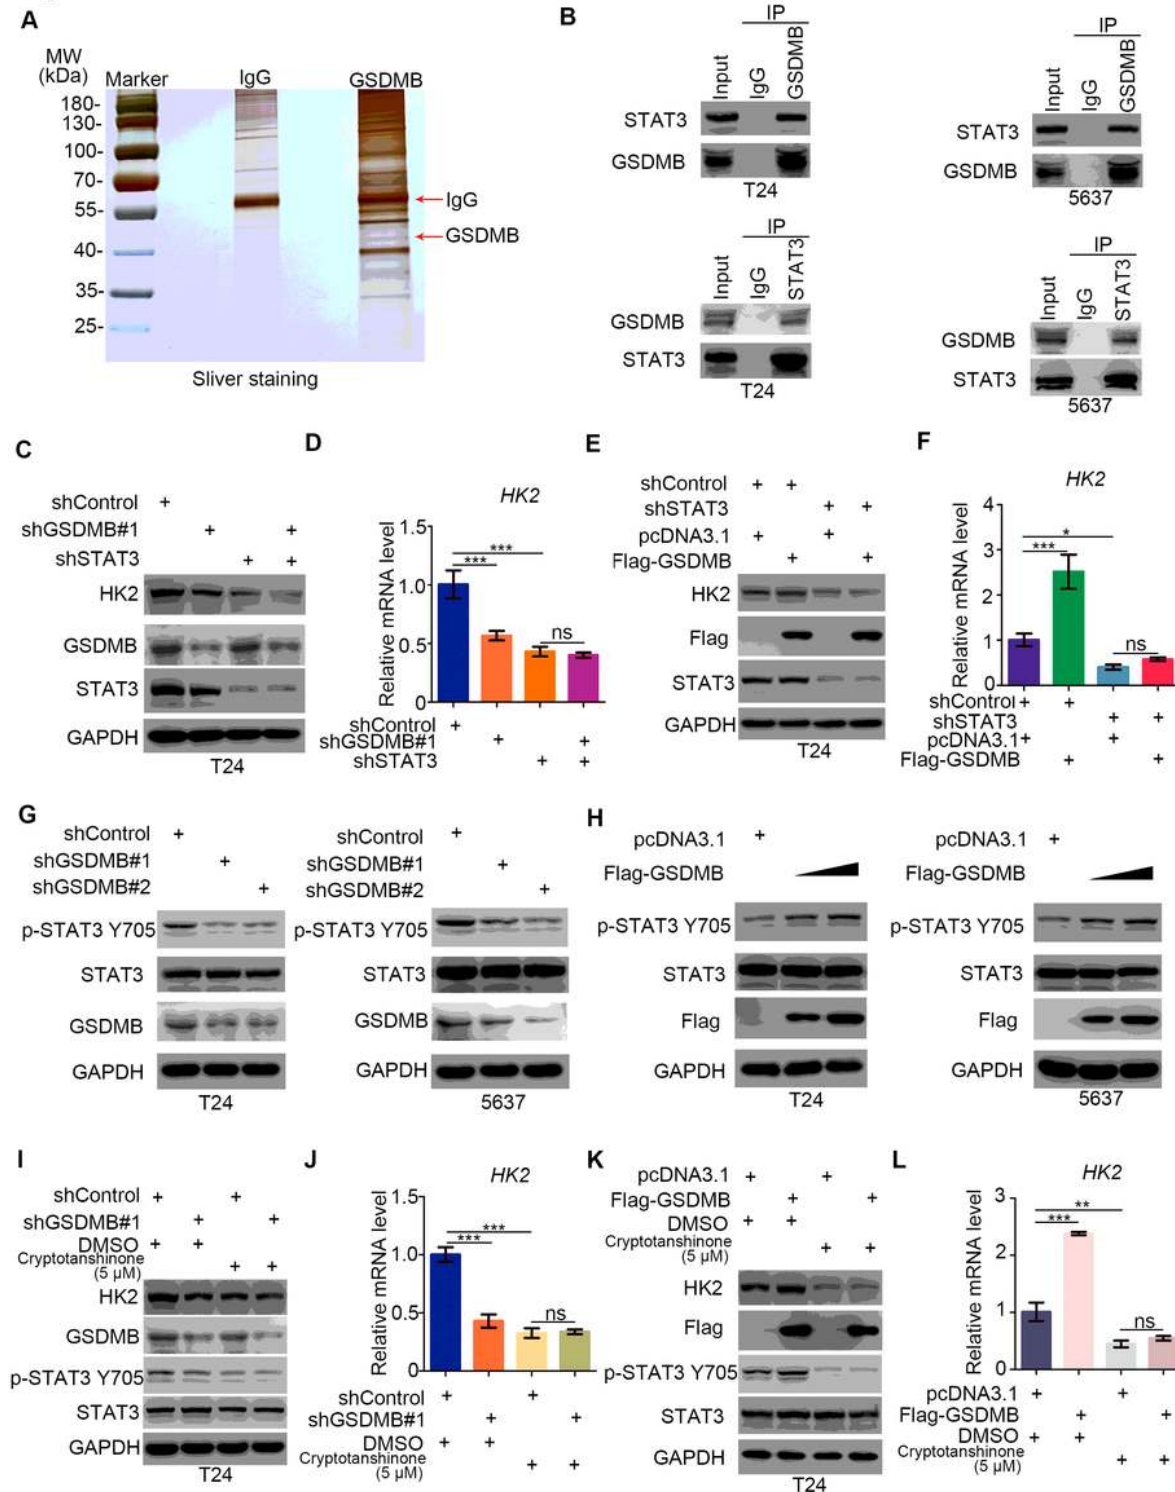 A
MW
(kDa)
Marker
IgG
GSDMB
180-
130-
100-
70-
55-
40-
35-
25-
IgG
GSDMB
Sliver staining
B
IP
Input
IgG
GSDMB
STAT3
GSDMB
T24
IP
Input
IgG
GSDMB
STAT3
GSDMB
5637
IP
Input
IgG
STAT3
GSDMB
STAT3
T24
IP
Input
IgG
STAT3
GSDMB
STAT3
5637
C
shControl +
shGSDMB#1 + +
shSTAT3 + +
HK2
GSDMB
STAT3
GAPDH
T24
D
HK2
Relative mRNA level
1.5
1.0
0.5
0
***
***
ns
shControl +
shGSDMB#1 + +
shSTAT3 + +
E
shControl + +
shSTAT3 + +
pcDNA3.1 + +
Flag-GSDMB + +
HK2
Flag
STAT3
GAPDH
T24
F
HK2
Relative mRNA level
4
3
2
1
0
*
***
ns
shControl + +
shSTAT3 + +
pcDNA3.1 + +
Flag-GSDMB + +
G
shControl +
shGSDMB#1 +
shGSDMB#2 +
p-STAT3 Y705
STAT3
GSDMB
GAPDH
T24
shControl +
shGSDMB#1 +
shGSDMB#2 +
p-STAT3 Y705
STAT3
GSDMB
GAPDH
5637
H
pcDNA3.1 +
Flag-GSDMB
p-STAT3 Y705
STAT3
Flag
GAPDH
T24
pcDNA3.1 +
Flag-GSDMB
p-STAT3 Y705
STAT3
Flag
GAPDH
5637
I
shControl + +
shGSDMB#1 + +
DMSO + +
Cryptotanshinone
(5 µM) + +
HK2
GSDMB
p-STAT3 Y705
STAT3
GAPDH
T24
J
HK2
Relative mRNA level
1.5
1.0
0.5
0
***
***
ns
shControl + +
shGSDMB#1 + +
DMSO + +
Cryptotanshinone
(5 µM) + +
K
pcDNA3.1 + +
Flag-GSDMB + +
DMSO + +
Cryptotanshinone
(5 µM) + +
HK2
Flag
p-STAT3 Y705
STAT3
GAPDH
T24
L
HK2
Relative mRNA level
3
2
1
0
**
***
ns
pcDNA3.1 + +
Flag-GSDMB + +
DMSO + +
Cryptotanshinone
(5 µM) + +